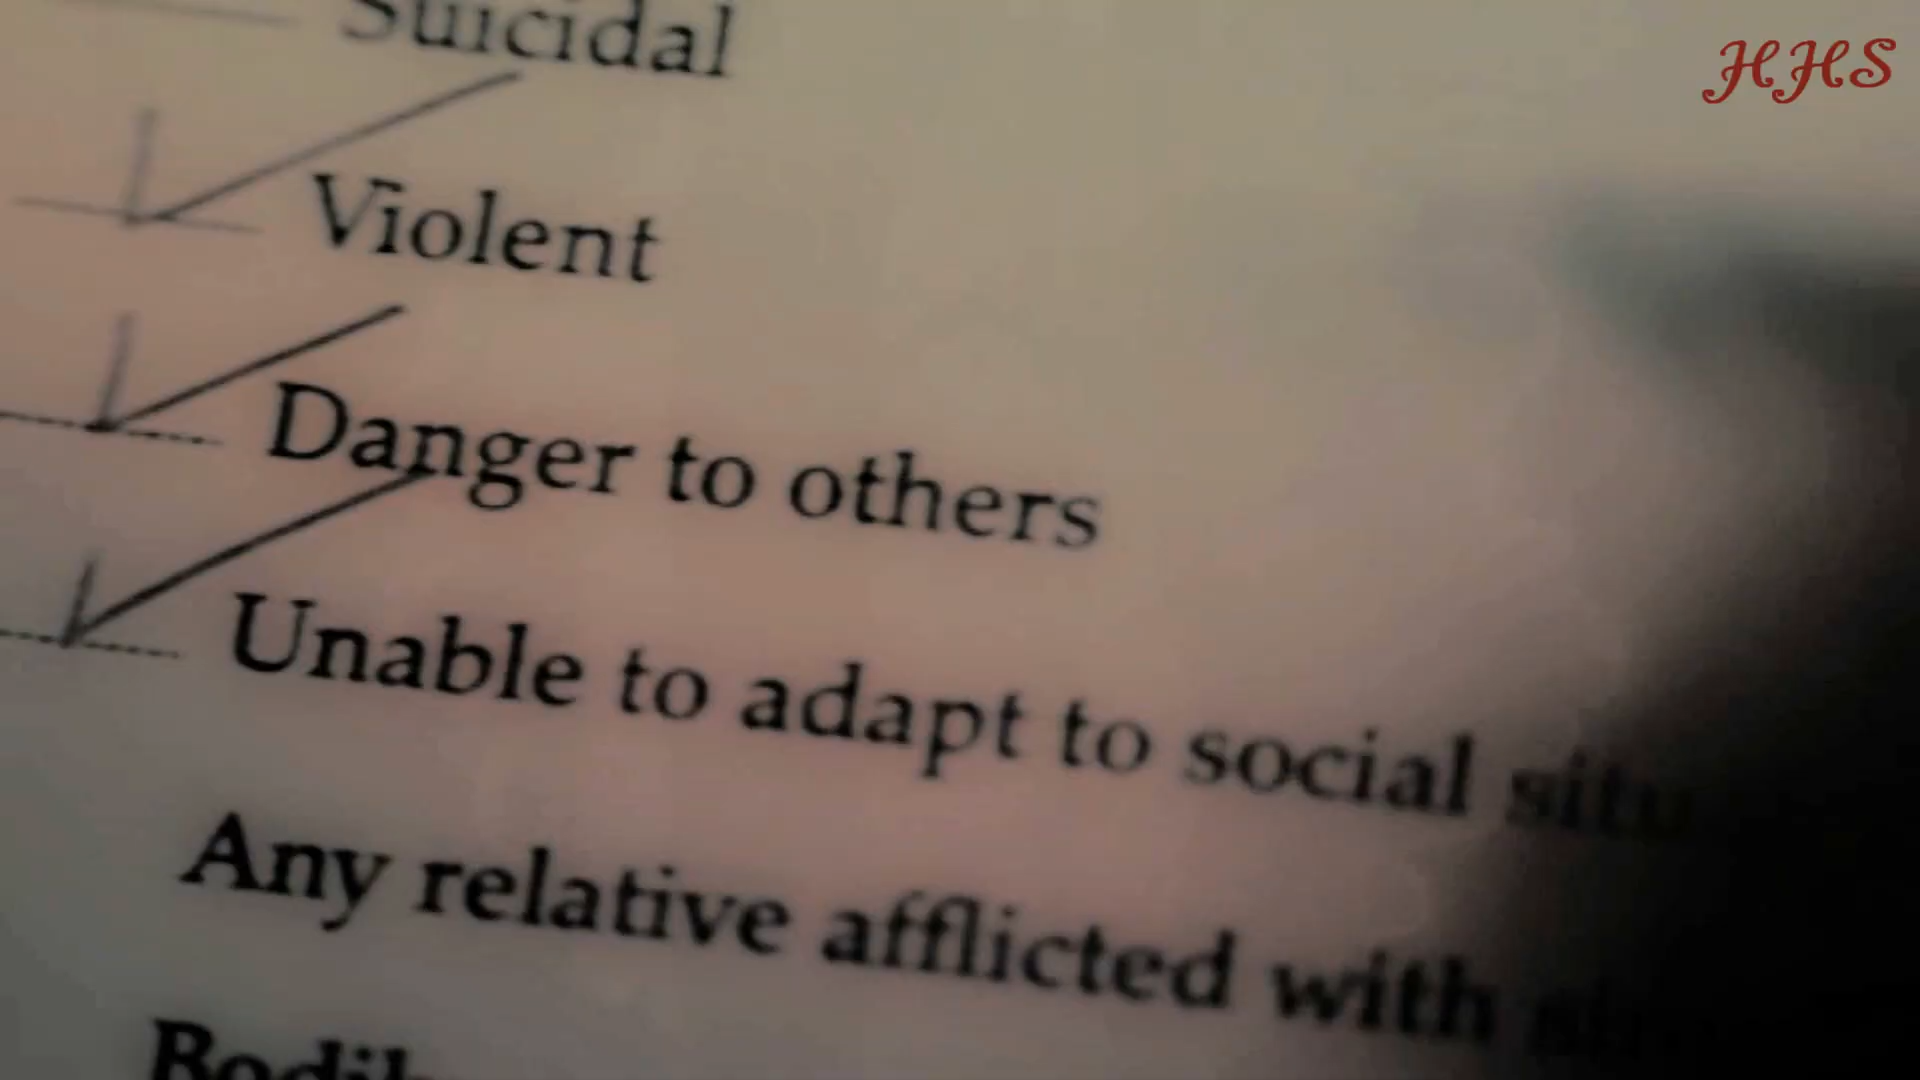 Suicidal
HHS
Violent
Danger to others
Unable to adapt to social
Any relative afflicted with